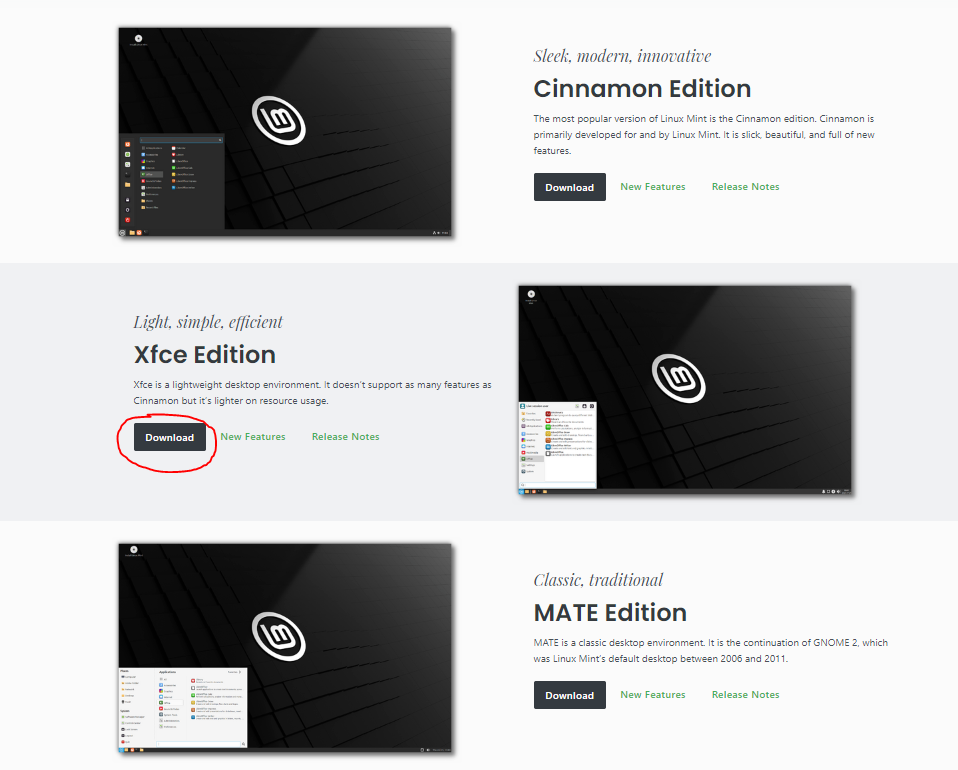 Sleek, modern, innovative
Cinnamon Edition
The most popular version of Linux Mint is the Cinnamon edition. Cinnamon is
primarily developed for and by Linux Mint. It is slick, beautiful, and full of new
features.
Download New Features Release Notes
Light, simple, efficient
Xfce Edition
Xfce is a lightweight desktop environment. It doesn't support as many features as
Cinnamon but it's lighter on resource usage.
Download New Features Release Notes
Classic, traditional
MATE Edition
MATE is a classic desktop environment. It is the continuation of GNOME 2, which
was Linux Mint's default desktop between 2006 and 2011.
Download New Features Release Notes